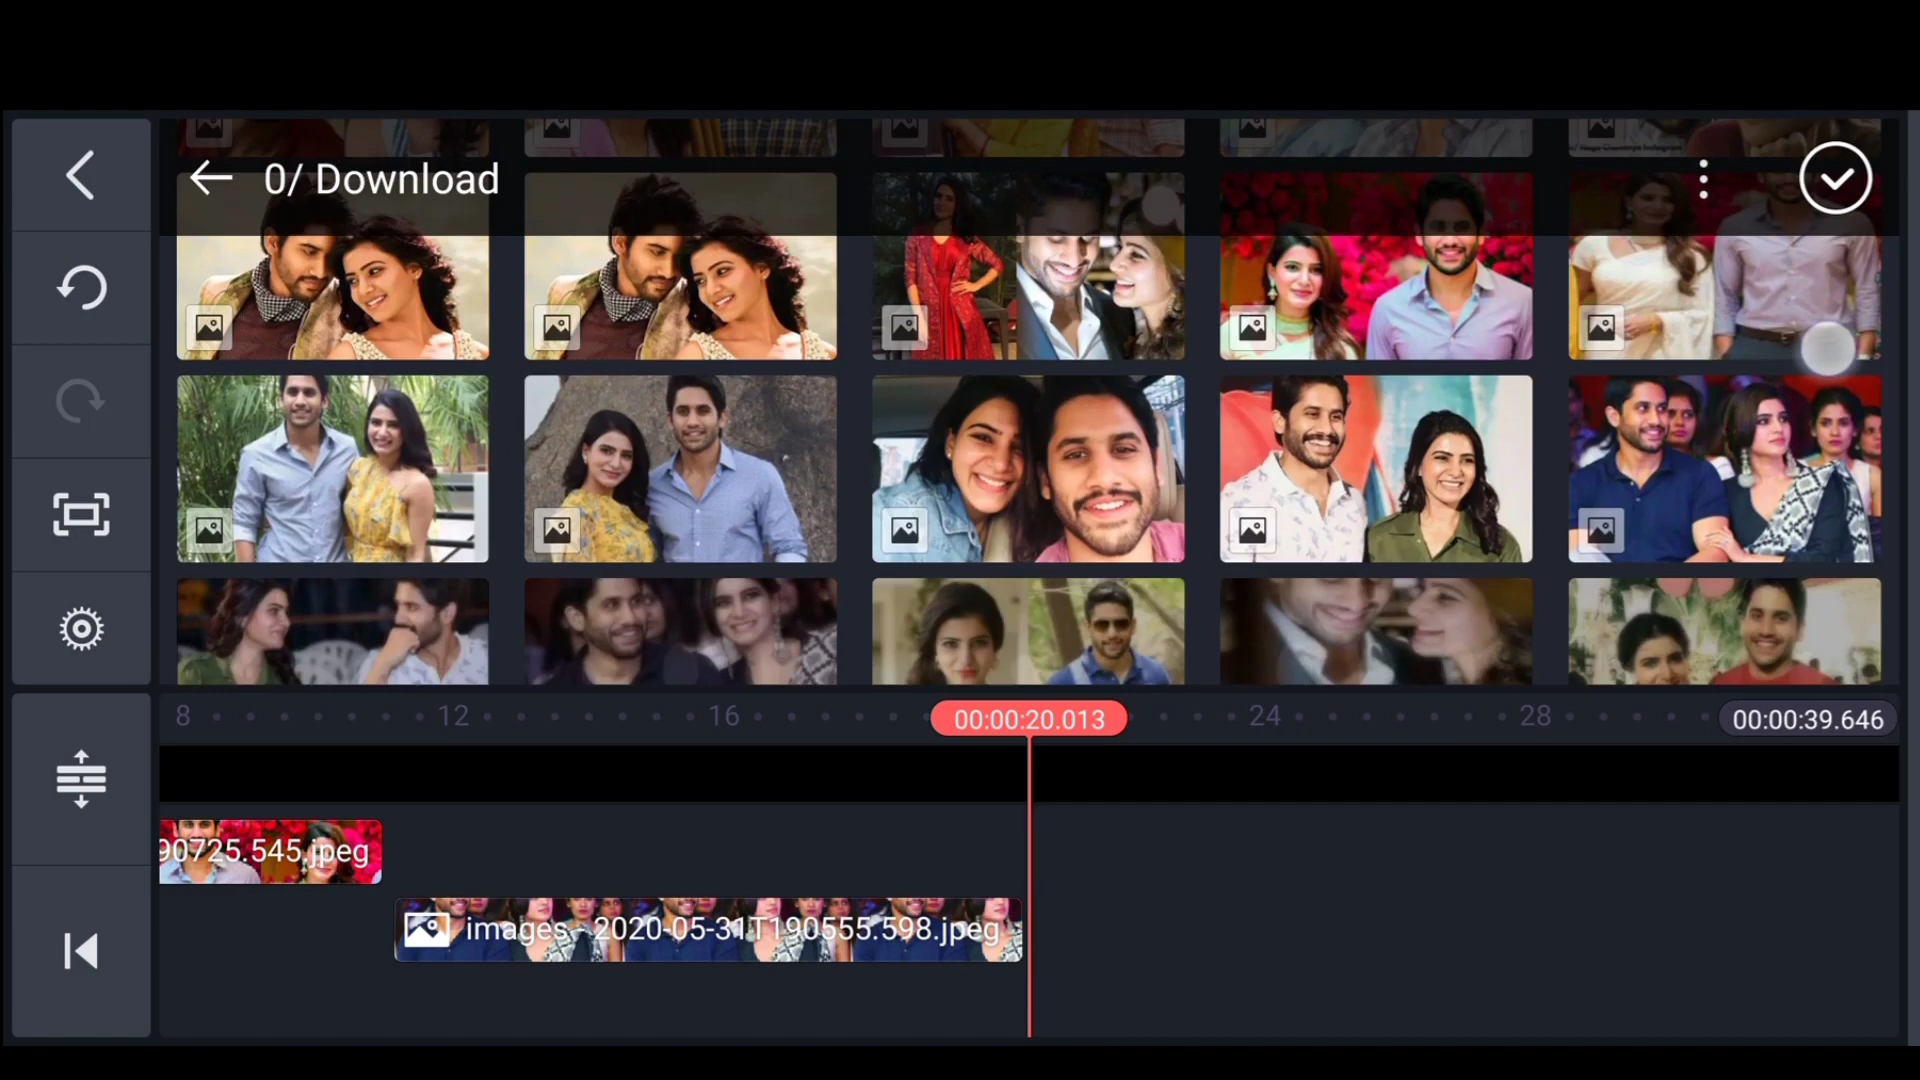 0/ Download
8 12 16 00:00:20.013 24 28 00:00:39.646
90725.545.jpeg
images - 2020-05-31T190555.598.jpeg